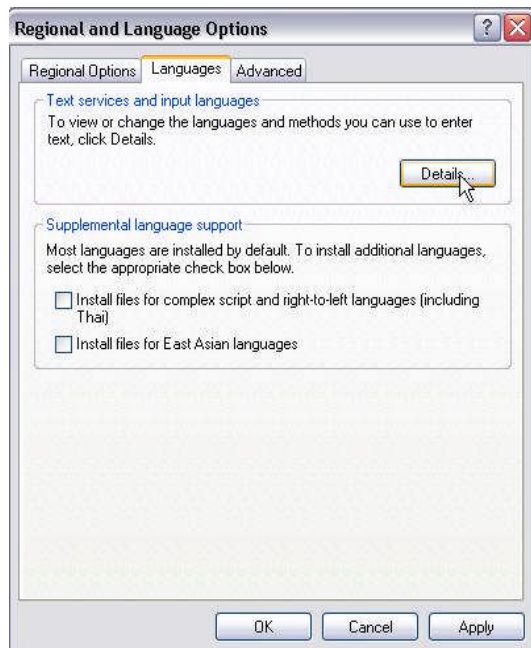 Regional and Language Options
Regional Options Languages Advanced
Text services and input languages
To view or change the languages and methods you can use to enter
text, click Details.
Details...
Supplemental language support
Most languages are installed by default. To install additional languages,
select the appropriate check box below.
Install files for complex script and right-to-left languages (including
Thai)
Install files for East Asian languages
OK Cancel Apply